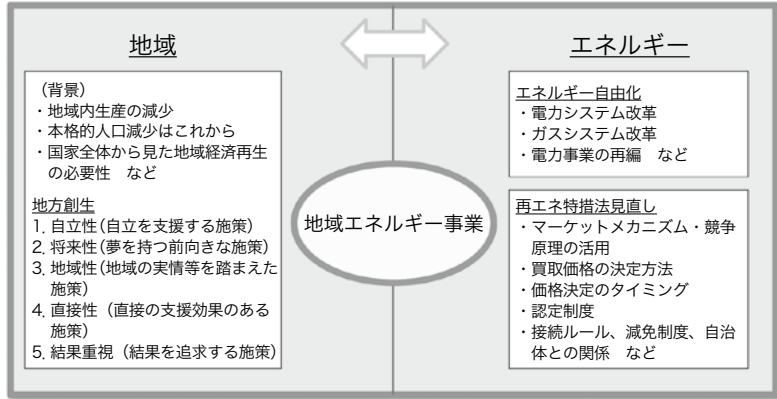 地域
（背景）
・地域内生産の減少
・本格的人口減少はこれから
・国家全体から見た地域経済再生
の必要性　など
地方創生
1. 自立性（自立を支援する施策）
2. 将来性（夢を持つ前向きな施策）
3. 地域性（地域の実情等を踏まえた
施策）
4. 直接性（直接の支援効果のある
施策）
5. 結果重視（結果を追求する施策）
地域エネルギー事業
エネルギー
エネルギー自由化
・電力システム改革
・ガスシステム改革
・電力事業の再編　など
再エネ特措法見直し
・マーケットメカニズム・競争
原理の活用
・買取価格の決定方法
・価格決定のタイミング
・認定制度
・接続ルール、減免制度、自治
体との関係　など